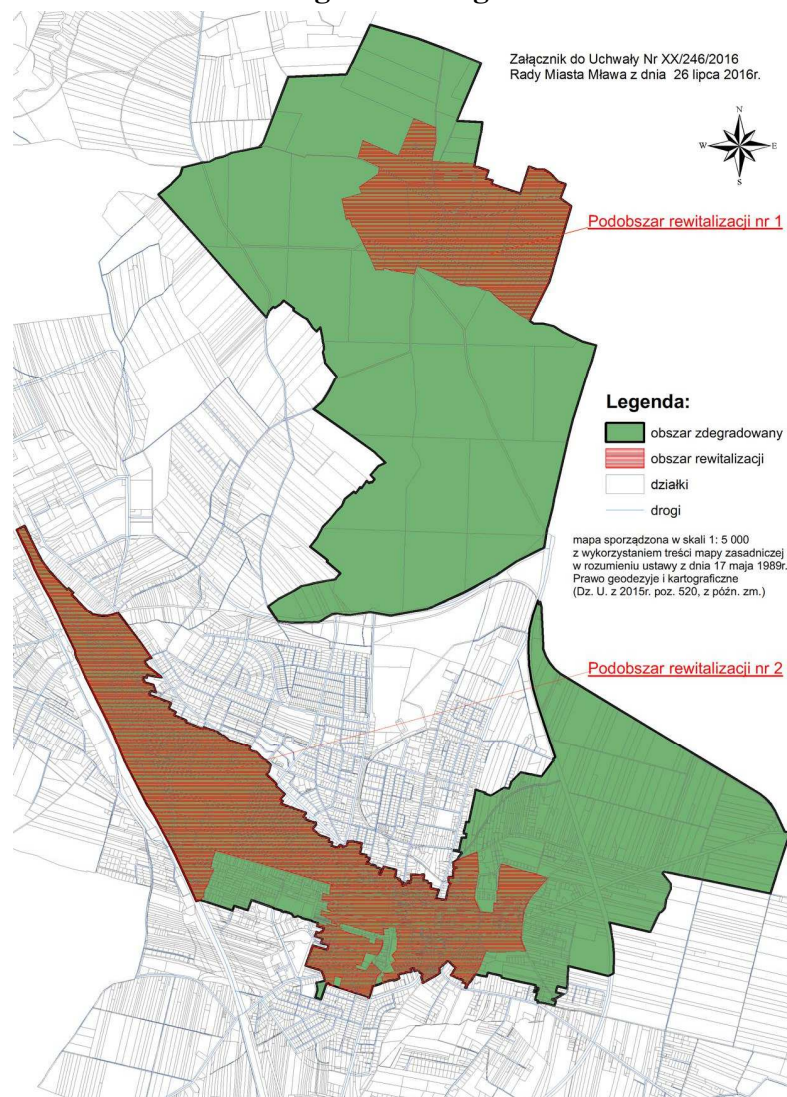 Załącznik do Uchwały Nr XX/246/2016
Rady Miasta Mława z dnia 26 lipca 2016r.
N
W E
S
Podobszar rewitalizacji nr 1
Legenda:
obszar zdegradowany
obszar rewitalizacji
działki
drogi
mapa sporządzona w skali 1: 5 000
z wykorzystaniem treści mapy zasadniczej
w rozumieniu ustawy z dnia 17 maja 1989r.
Prawo geodezyje i kartograficzne
(Dz. U. z 2015r. poz. 520, z późn. zm.)
Podobszar rewitalizacji nr 2